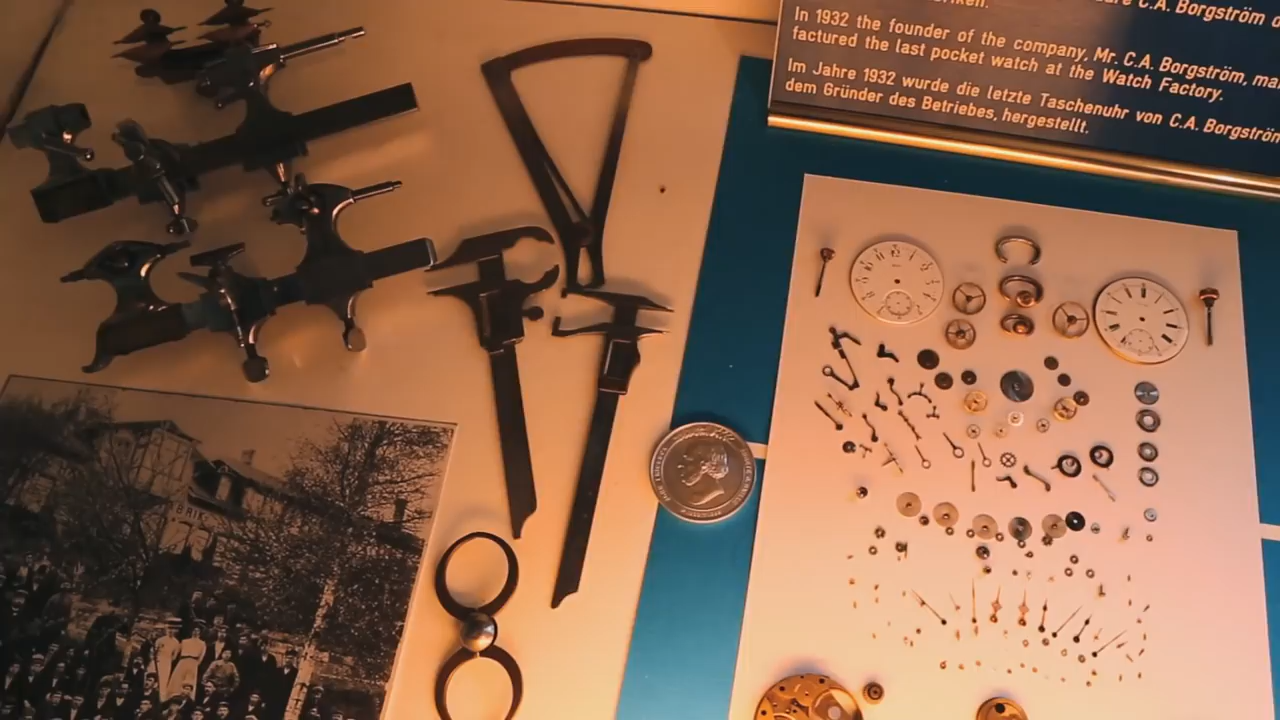 C.A. Borgström
In 1932 the founder of the company, Mr. C.A. Borgström,
factured the last pocket watch at the Watch Factory.
Im Jahre 1932 wurde die letzte Taschenuhr von C.A. Borgström
dem Gründer des Betriebes, hergestellt.
BRIK